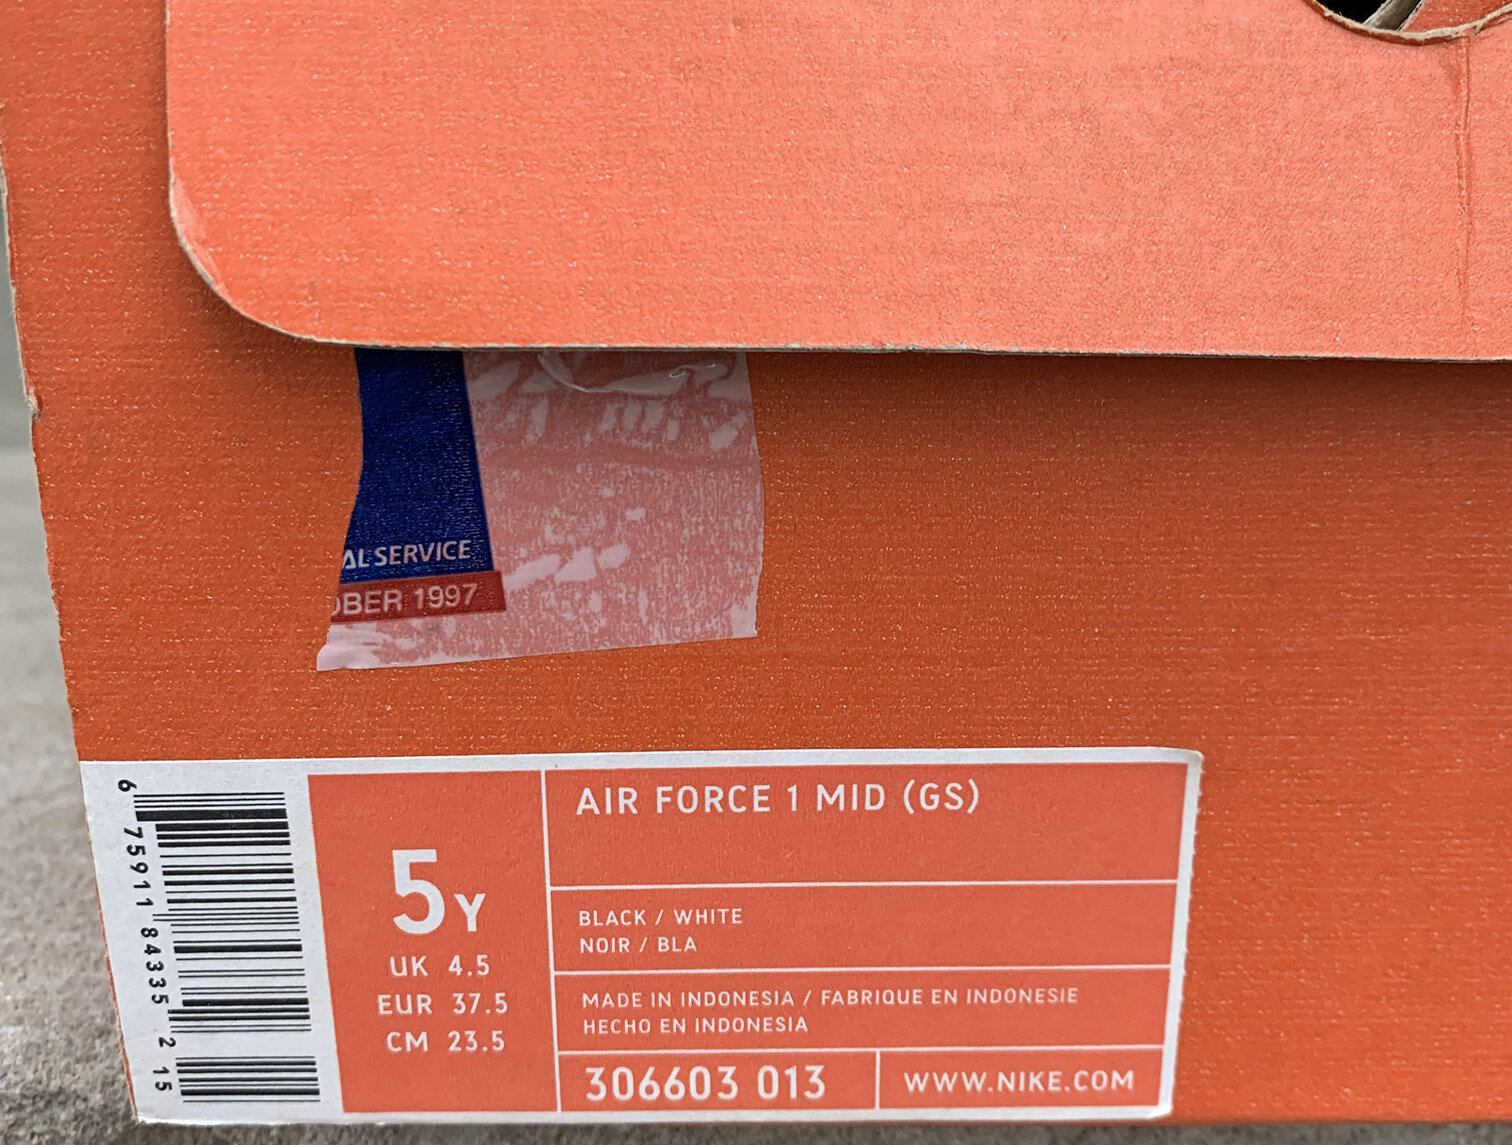 AL SERVICE
OBER 1997
6 75911 84335 2 15
5Y
UK 4.5
EUR 37.5
CM 23.5
AIR FORCE 1 MID (GS)
BLACK / WHITE
NOIR / BLA
MADE IN INDONESIA / FABRIQUE EN INDONESIE
HECHO EN INDONESIA
306603 013
WWW.NIKE.COM